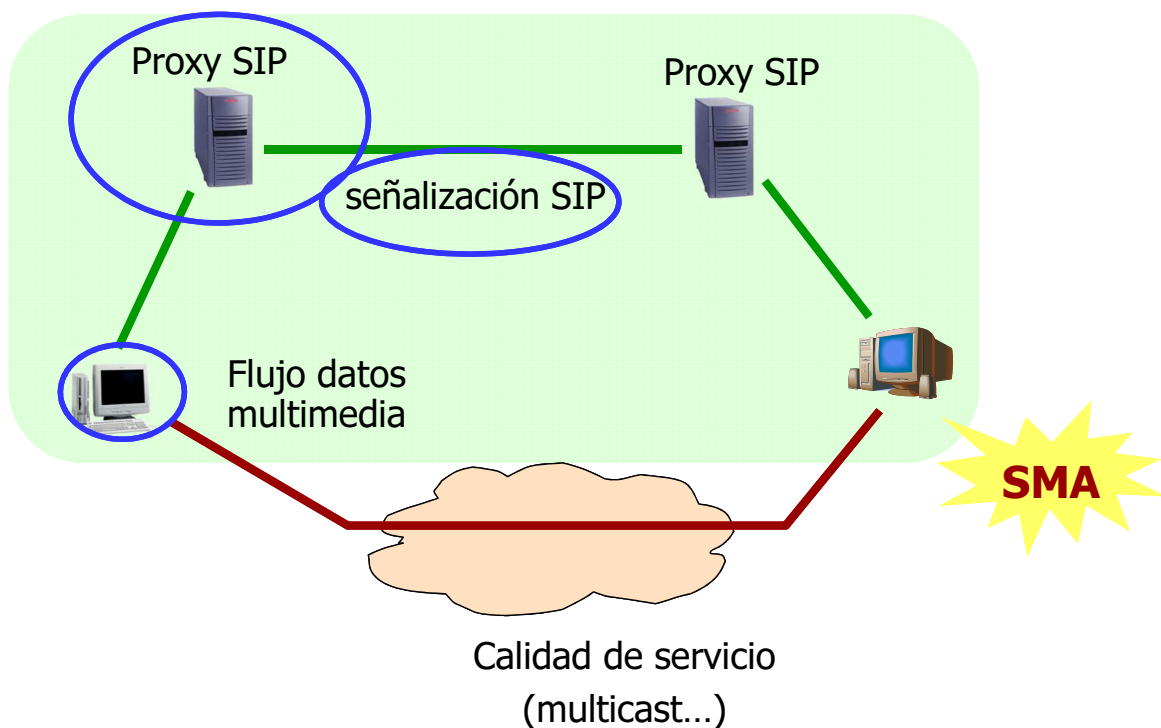 Proxy SIP
Proxy SIP
señalización SIP
Flujo datos
multimedia
SMA
Calidad de servicio
(multicast…)